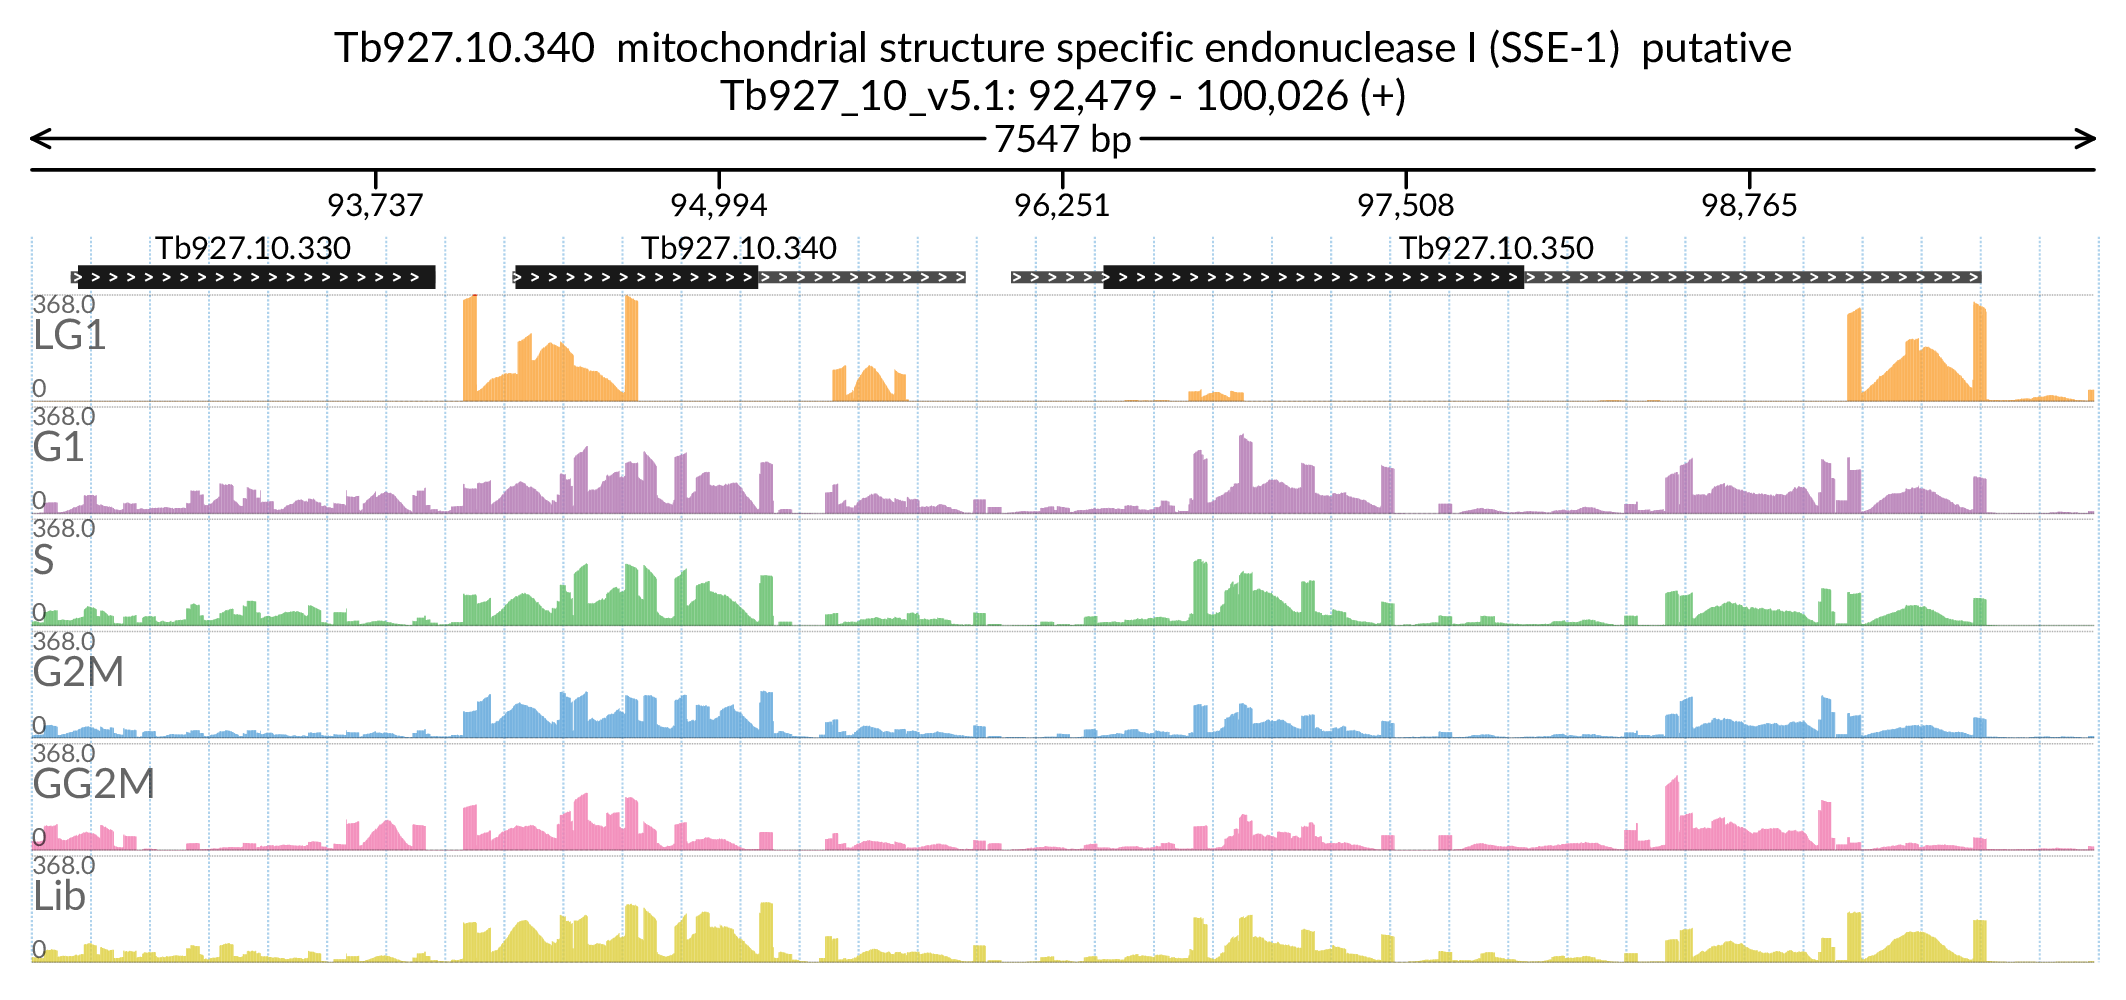 Tb927.10.340  mitochondrial structure specific endonuclease I (SSE-1)  putative
Tb927_10_v5.1: 92,479 - 100,026 (+)
7547 bp
93,737 94,994 96,251 97,508 98,765
Tb927.10.330 Tb927.10.340 Tb927.10.350
368.0
LG1
0
368.0
G1
0
368.0
S
0
368.0
G2M
0
368.0
GG2M
0
368.0
Lib
0